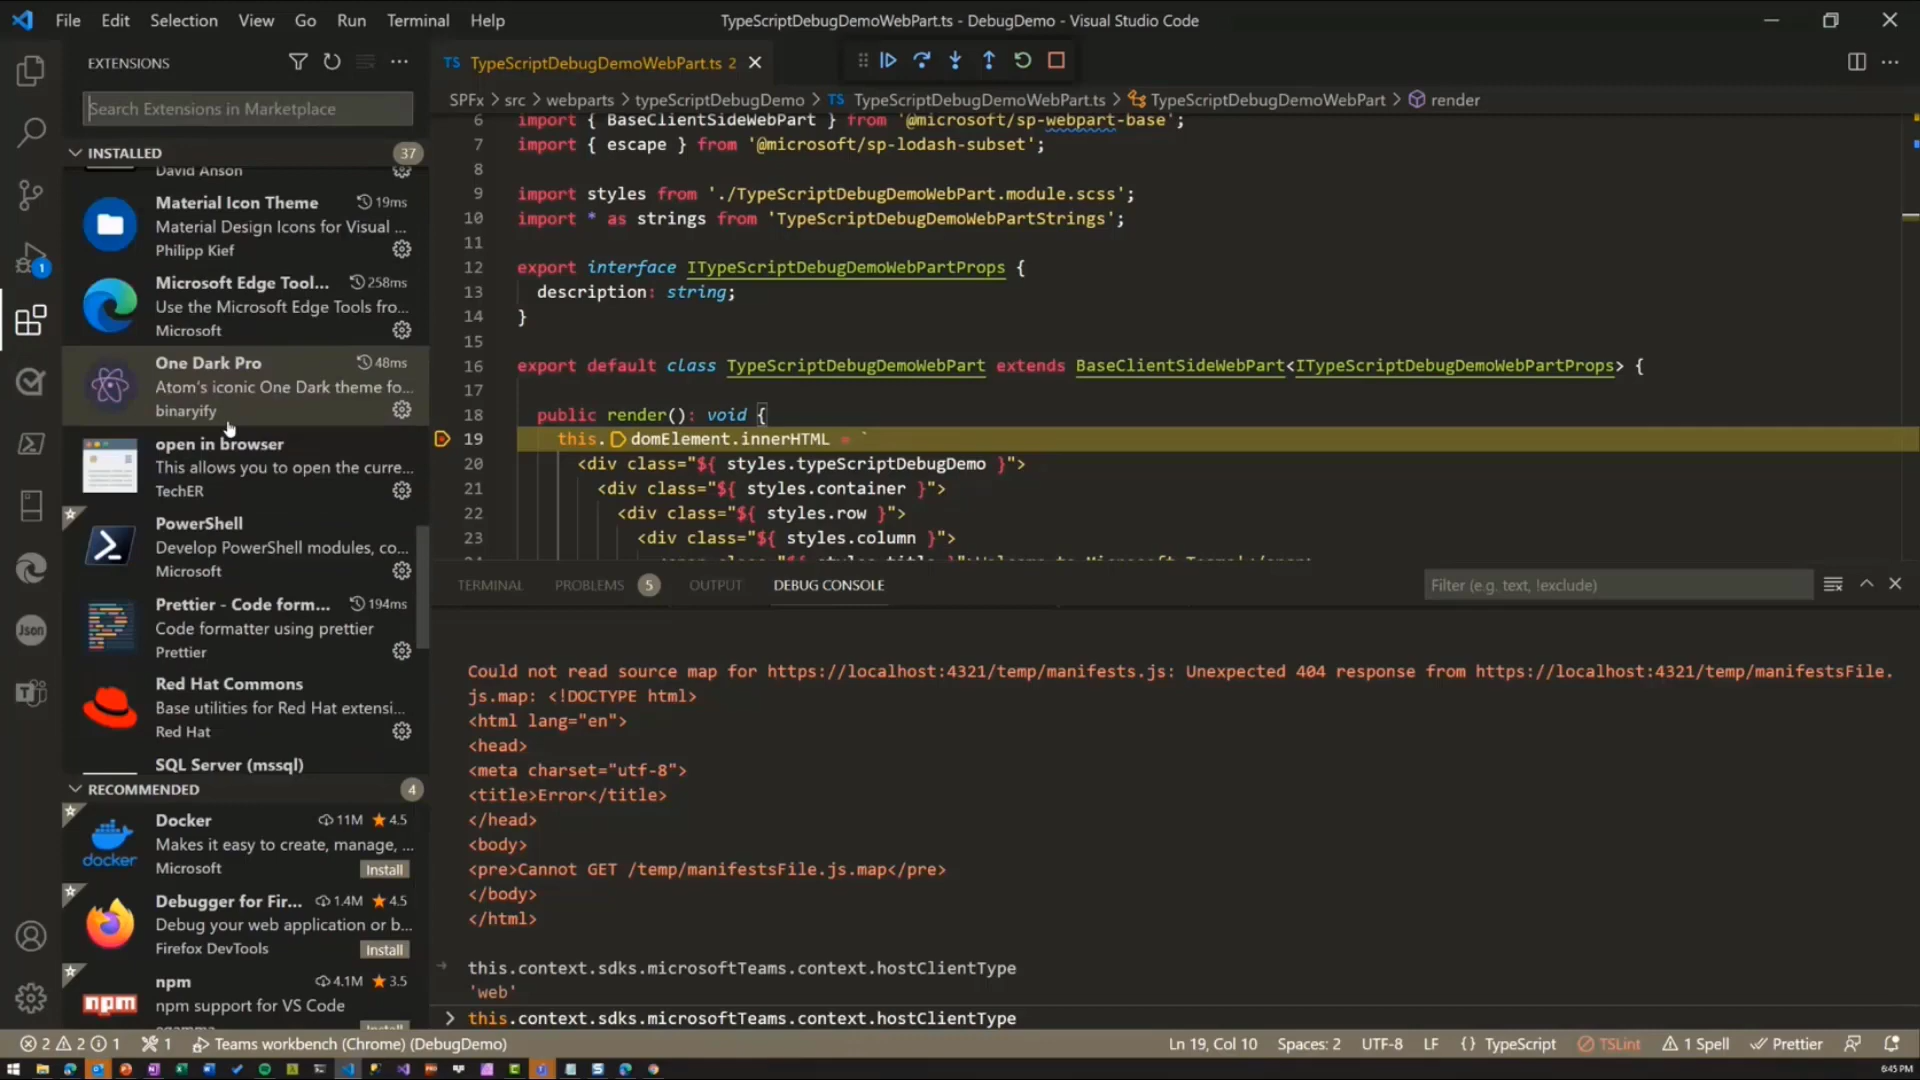 File Edit Selection View Go Run Terminal Help
TypeScriptDebugDemoWebPart.ts - DebugDemo - Visual Studio Code
EXTENSIONS
Search Extensions in Marketplace
INSTALLED 37
David Anson
Material Icon Theme 19ms
Material Design Icons for Visual ...
Philipp Kief
Microsoft Edge Tool... 258ms
Use the Microsoft Edge Tools fro...
Microsoft
One Dark Pro 48ms
Atom's iconic One Dark theme fo...
binaryify
open in browser
This allows you to open the curre...
TechER
PowerShell
Develop PowerShell modules, co...
Microsoft
Prettier - Code form... 194ms
Code formatter using prettier
Prettier
Red Hat Commons
Base utilities for Red Hat extensi...
Red Hat
SQL Server (mssql)
RECOMMENDED 4
Docker 11M 4.5
Makes it easy to create, manage, ...
Microsoft Install
docker
Debugger for Fir... 1.4M 4.5
Debug your web application or b...
Firefox DevTools Install
npm 4.1M 3.5
npm support for VS Code
npm
Json
1
TS TypeScriptDebugDemoWebPart.ts 2
SPFx > src > webparts > typeScriptDebugDemo > TS TypeScriptDebugDemoWebPart.ts > TypeScriptDebugDemoWebPart > render
6 import { BaseClientSideWebPart } from '@microsoft/sp-webpart-base';
7 import { escape } from '@microsoft/sp-lodash-subset';
8
9 import styles from './TypeScriptDebugDemoWebPart.module.scss';
10 import * as strings from 'TypeScriptDebugDemoWebPartStrings';
11
12 export interface ITypeScriptDebugDemoWebPartProps {
13 description: string;
14 }
15
16 export default class TypeScriptDebugDemoWebPart extends BaseClientSideWebPart<ITypeScriptDebugDemoWebPartProps> {
17
18 public render(): void {
19 this.domElement.innerHTML = `
20 <div class="${ styles.typeScriptDebugDemo }">
21 <div class="${ styles.container }">
22 <div class="${ styles.row }">
23 <div class="${ styles.column }">
TERMINAL PROBLEMS 5 OUTPUT DEBUG CONSOLE
Filter (e.g. text, !exclude)
Could not read source map for https://localhost:4321/temp/manifests.js: Unexpected 404 response from https://localhost:4321/temp/manifestsFile.
js.map: <!DOCTYPE html>
<html lang="en">
<head>
<meta charset="utf-8">
<title>Error</title>
</head>
<body>
<pre>Cannot GET /temp/manifestsFile.js.map</pre>
</body>
</html>
this.context.sdks.microsoftTeams.context.hostClientType
'web'
> this.context.sdks.microsoftTeams.context.hostClientType
2 2 1 1 Teams workbench (Chrome) (DebugDemo)
Ln 19, Col 10 Spaces: 2 UTF-8 LF {} TypeScript TSLint 1 Spell Prettier
6:45 PM